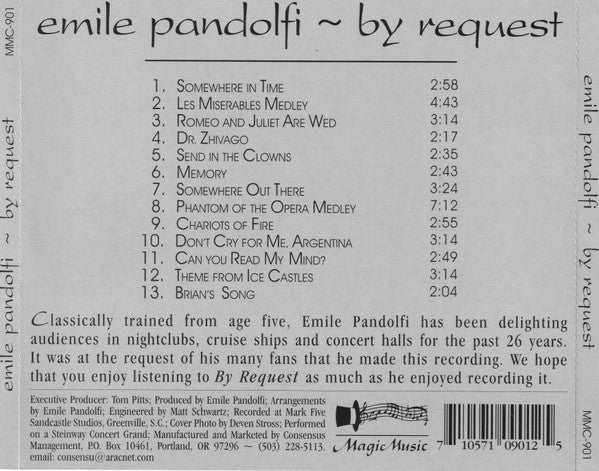 emile pandolfi ~ by request
1. Somewhere in Time 2:58
2. Les Miserables Medley 4:43
3. Romeo and Juliet Are Wed 3:14
4. Dr. Zhivago 2:17
5. Send in the Clowns 2:35
6. Memory 2:43
7. Somewhere Out There 3:24
8. Phantom of the Opera Medley 7:12
9. Chariots of Fire 2:55
10. Don't Cry for Me, Argentina 3:14
11. Can you Read My Mind? 2:49
12. Theme from Ice Castles 3:14
13. Brian's Song 2:04
Classically trained from age five, Emile Pandolfi has been delighting
audiences in nightclubs, cruise ships and concert halls for the past 26 years.
It was at the request of his many fans that he made this recording. We hope
that you enjoy listening to By Request as much as he enjoyed recording it.
Executive Producer: Tom Pitts; Produced by Emile Pandolfi; Arrangements
by Emile Pandolfi; Engineered by Matt Schwartz; Recorded at Mark Five
Sandcastle Studios, Greenville, S.C.; Cover Photo by Deven Stross; Performed
on a Steinway Concert Grand; Manufactured and Marketed by Consensus
Management, P.O. Box 10461, Portland, OR 97296 ~ (503) 228-5113.
email: consensu@aracnet.com
Magic Music
7 10571 09012 5
emile pandolfi ~ by request MMC-901
emile pandolfi ~ by request MMC-901